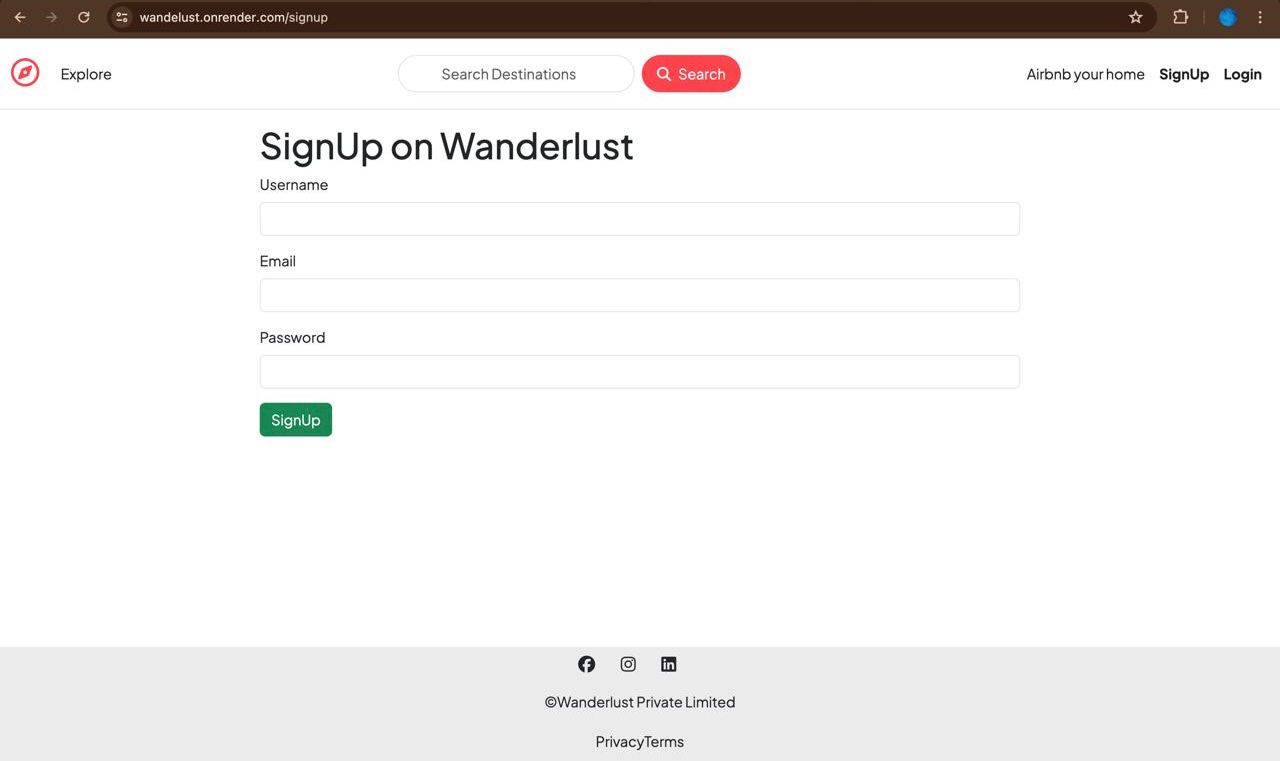 wandelust.onrender.com/signup
Explore Search Destinations Search Airbnb your home SignUp Login
SignUp on Wanderlust
Username
Email
Password
SignUp
©Wanderlust Private Limited
PrivacyTerms